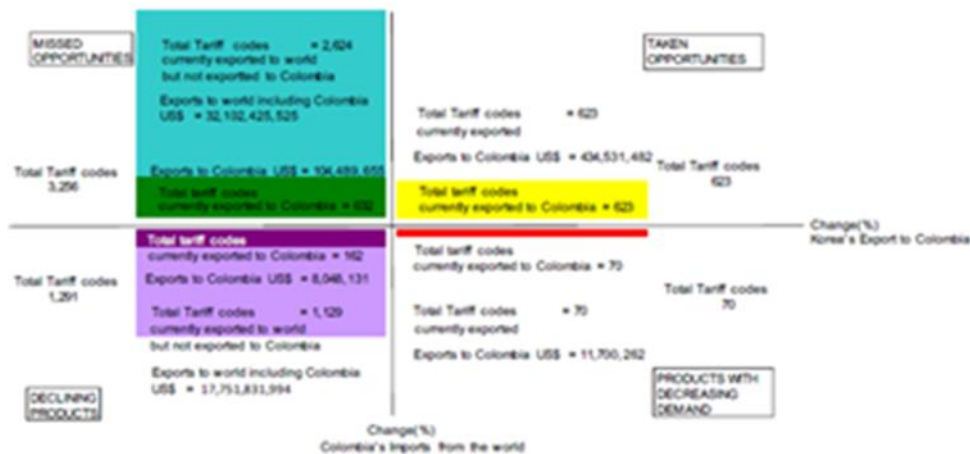 MISSED
OPPORTUNITIES
Total Tariff codes = 2,624
currently exported to world
but not exportted to Colombia
Exports to world including Colombia
US$ = 32,102,425,525
Exports to Colombia US$ = 104,489,655
Total tariff codes
currently exported to Colombia = 632
Total Tariff codes
3,256
TAKEN
OPPORTUNITIES
Total Tariff codes = 623
currently exported
Exports to Colombia US$ = 434,531,482
Total Tariff codes
623
Total tariff codes
currently exported to Colombia = 623
Change(%)
Korea's Export to Colombia
Total tariff codes
currently exported to Colombia = 162
Exports to Colombia US$ = 8,048,131
Total Tariff codes = 1,129
currently exported to world
but not exported to Colombia
Exports to world including Colombia
US$ = 17,751,831,994
Total Tariff codes
1,291
DECLINING
PRODUCTS
Total tariff codes
currently exported to Colombia = 70
Total Tariff codes = 70
currently exported
Exports to Colombia US$ = 11,700,262
Total Tariff codes
70
PRODUCTS WITH
DECREASING
DEMAND
Change(%)
Colombia's Imports from the world